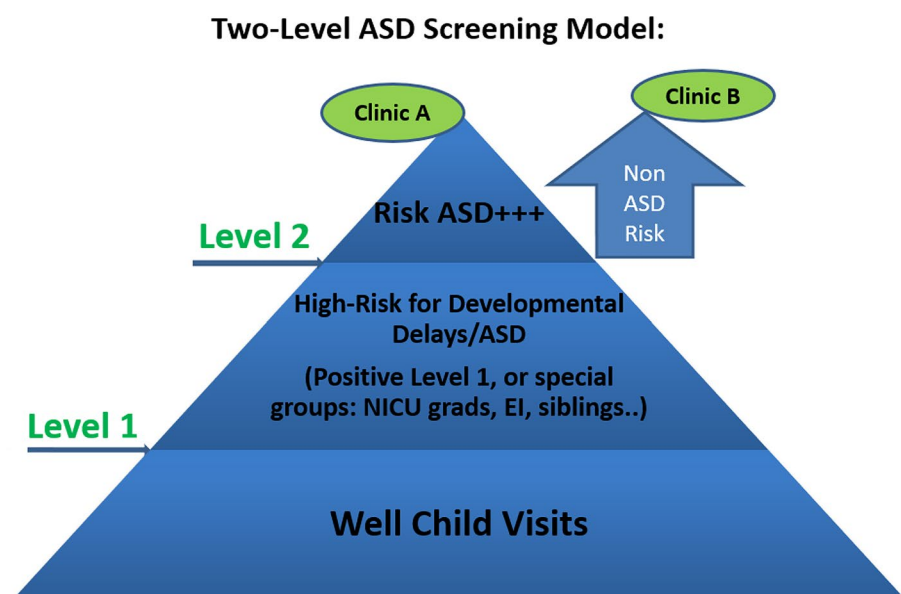 Two-Level ASD Screening Model:
Clinic A
Clinic B
Non
ASD
Risk
Risk ASD+++
Level 2
High-Risk for Developmental
Delays/ASD
(Positive Level 1, or special
groups: NICU grads, EI, siblings..)
Level 1
Well Child Visits